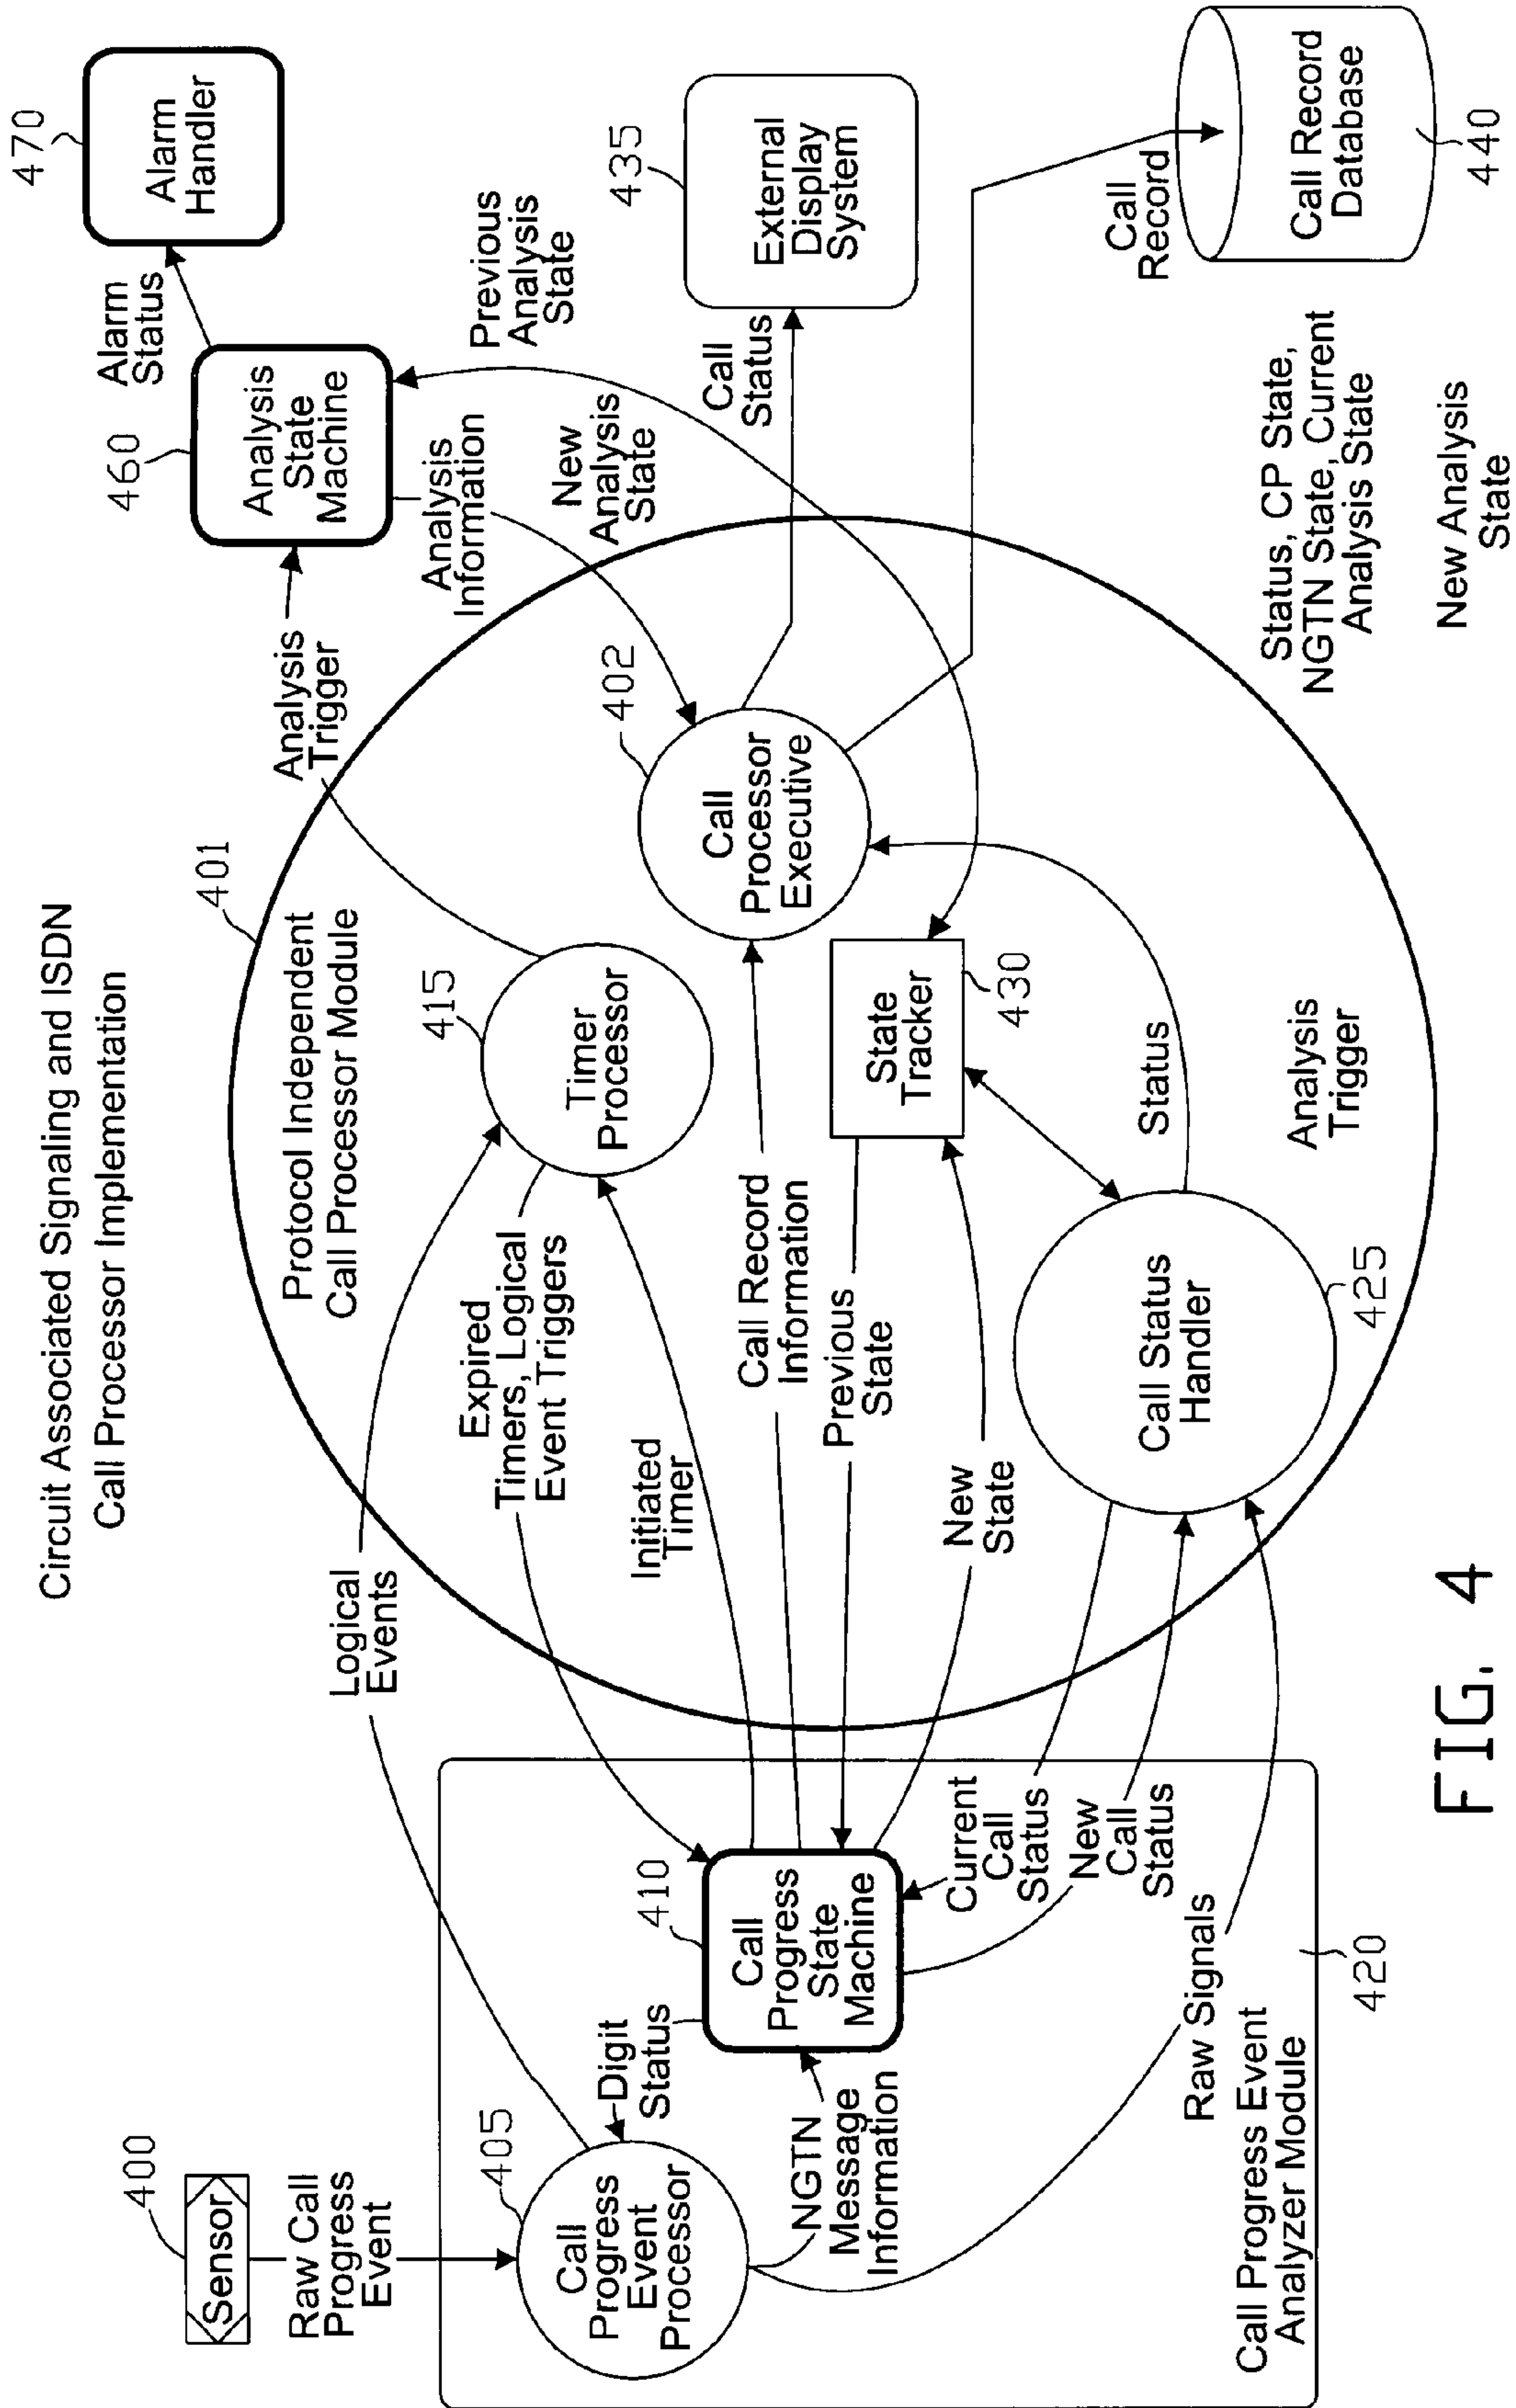 Circuit Associated Signaling and ISDN
Call Processor Implementation
400
Sensor
Raw Call
Progress
Event
405
Call
Progress
Event
Processor
Digit
Status
NGTN
Message
Information
410
Call
Progress
State
Machine
Current
Call
Status
New
Call
Status
Raw Signals
Call Progress Event
Analyzer Module
420
Logical
Events
401
Protocol Independent
Call Processor Module
Expired
Timers, Logical
Event Triggers
Initiated
Timer
415
Timer
Processor
Call Record
Information
Previous
State
New
State
State
Tracker
430
Call Status
Handler
425
Status
Analysis
Trigger
402
Call
Processor
Executive
Analysis
Trigger
460
Analysis
State
Machine
Analysis
Information
New
Analysis
State
Previous
Analysis
State
Alarm
Status
470
Alarm
Handler
Call
Status
435
External
Display
System
Call
Record
Call Record
Database
440
Status, CP State,
NGTN State, Current
Analysis State
New Analysis
State
FIG. 4